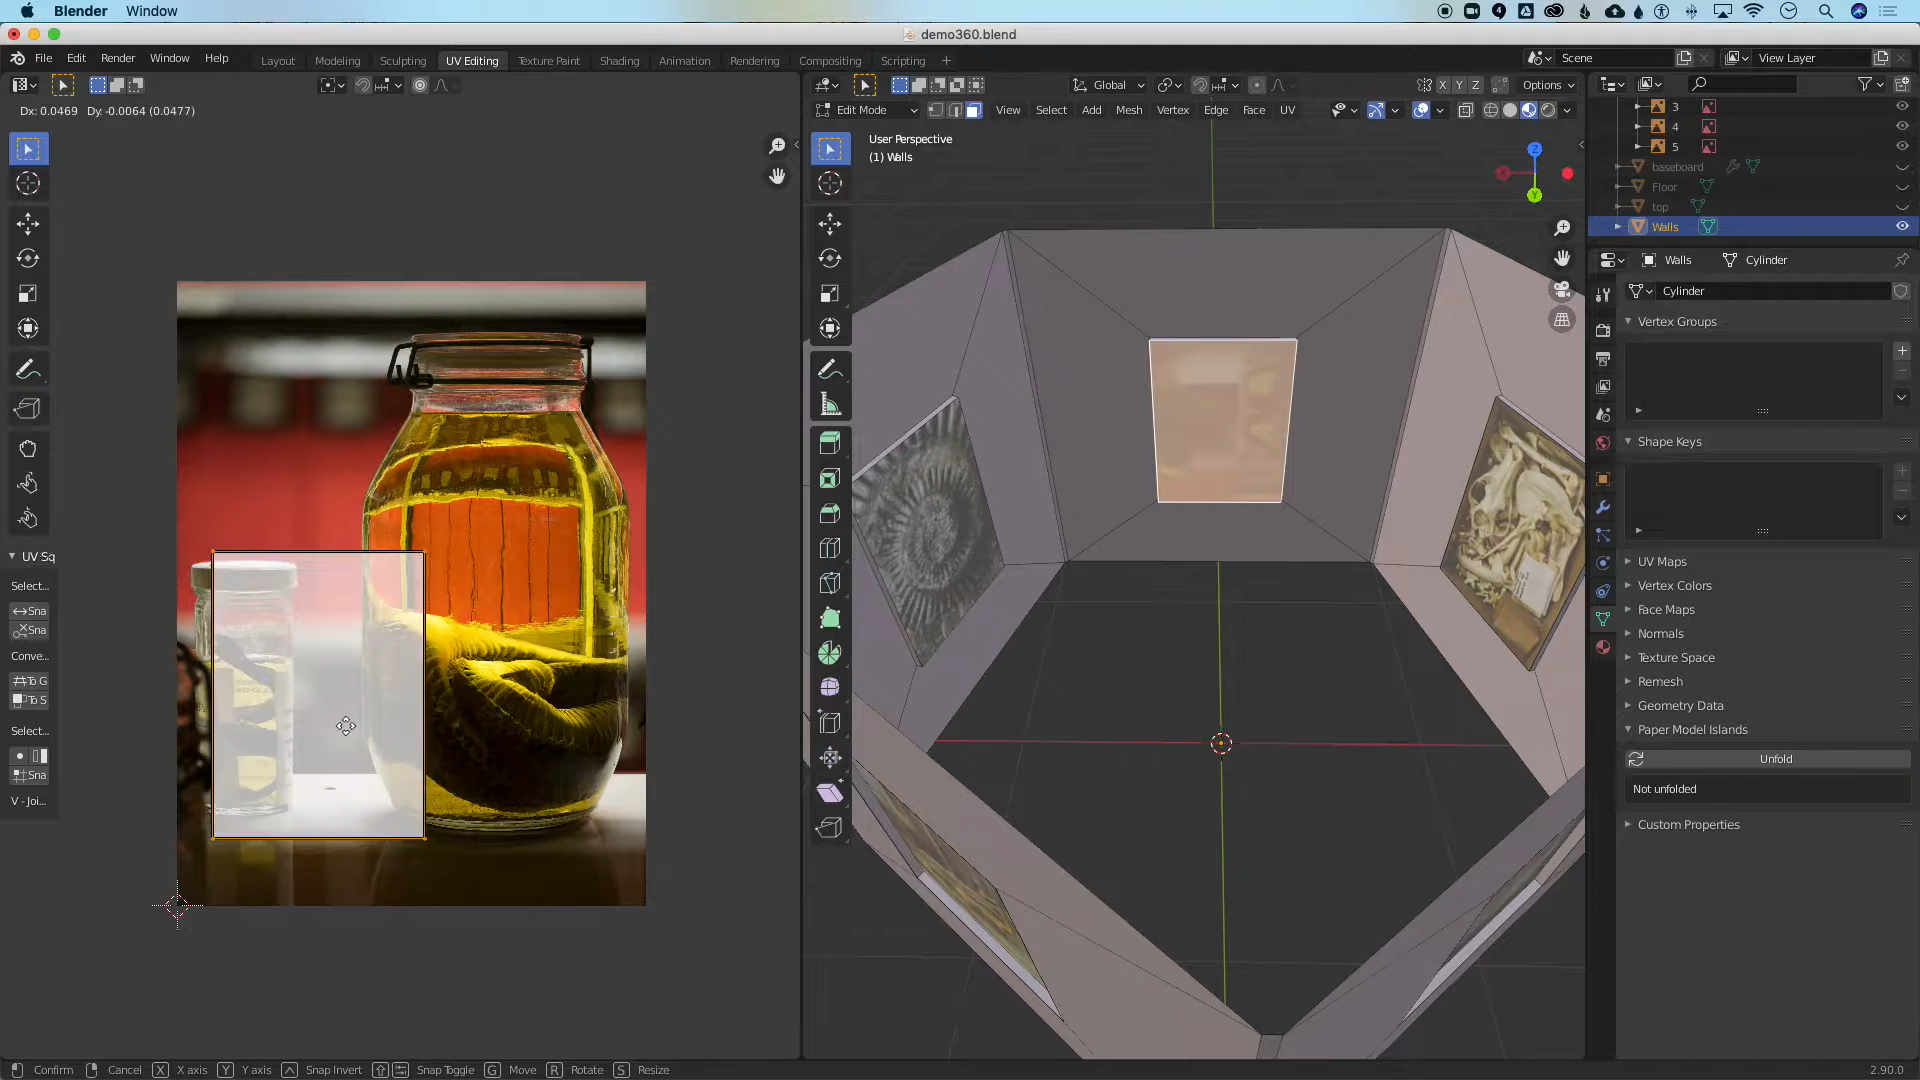 Blender Window
demo360.blend
File Edit Render Window Help Layout Modeling Sculpting UV Editing Texture Paint Shading Animation Rendering Compositing Scripting + Scene View Layer
Global Options
Dx: 0.0469 Dy: -0.0064 (0.0477)
Edit Mode View Select Add Mesh Vertex Edge Face UV
User Perspective
(1) Walls
X Y Z
Z
Y
3
4
5
baseboard
Floor
top
Walls
Walls Cylinder
Cylinder
Vertex Groups
Shape Keys
UV Maps
Vertex Colors
Face Maps
Normals
Texture Space
Remesh
Geometry Data
Paper Model Islands
Unfold
Not unfolded
Custom Properties
UV Sq
Select...
Sna
Sna
Conve...
To G
To S
Select...
Sna
V - Joi...
Confirm Cancel X X axis Y Y axis Snap Invert Snap Toggle G Move R Rotate S Resize 2.90.0